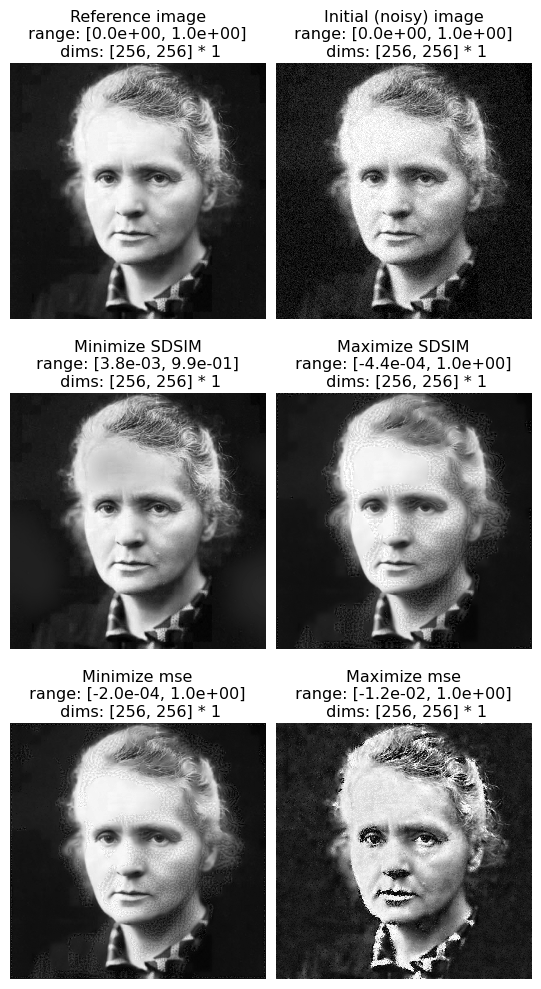 Reference image
range: [0.0e+00, 1.0e+00]
dims: [256, 256] * 1
Initial (noisy) image
range: [0.0e+00, 1.0e+00]
dims: [256, 256] * 1
Minimize SDSIM
range: [3.8e-03, 9.9e-01]
dims: [256, 256] * 1
Maximize SDSIM
range: [-4.4e-04, 1.0e+00]
dims: [256, 256] * 1
Minimize mse
range: [-2.0e-04, 1.0e+00]
dims: [256, 256] * 1
Maximize mse
range: [-1.2e-02, 1.0e+00]
dims: [256, 256] * 1